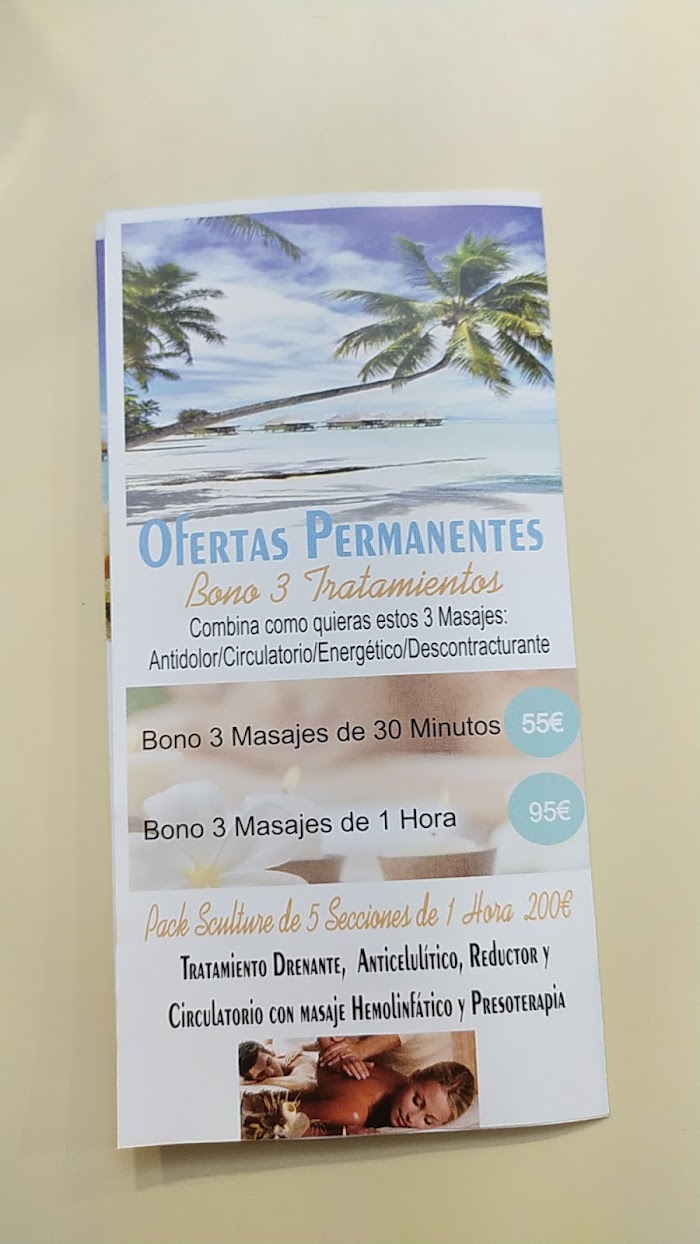 Ofertas Permanentes
Bono 3 Tratamientos
Combina como quieras estos 3 Masajes:
Antidolor/Circulatorio/Energético/Descontracturante
Bono 3 Masajes de 30 Minutos 55€
Bono 3 Masajes de 1 Hora 95€
Pack Sculture de 5 Secciones de 1 Hora 200€
Tratamiento Drenante, Anticelulítico, Reductor y
Circulatorio con masaje Hemolinfático y Presoterapia